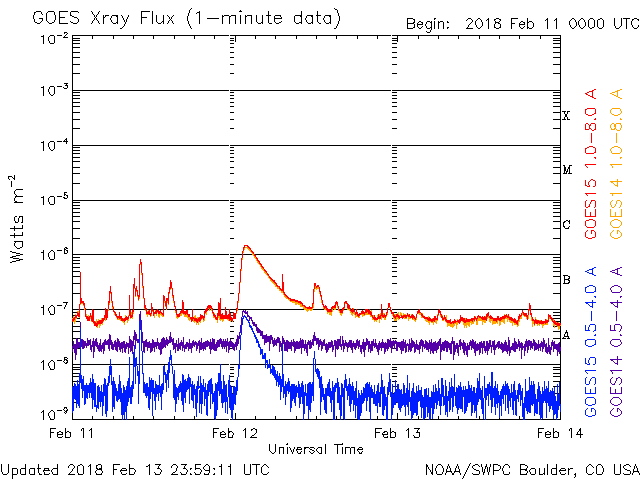 GOES Xray Flux (1-minute data)
Begin: 2018 Feb 11 0000 UTC
10-2
10-3
10-4
10-5
10-6
10-7
10-8
10-9
Watts m-2
X
M
C
B
A
GOES15 1.0-8.0 A
GOES14 1.0-8.0 A
GOES15 0.5-4.0 A
GOES14 0.5-4.0 A
Feb 11
Feb 12
Feb 13
Feb 14
Universal Time
Updated 2018 Feb 13 23:59:11 UTC
NOAA/SWPC Boulder, CO USA